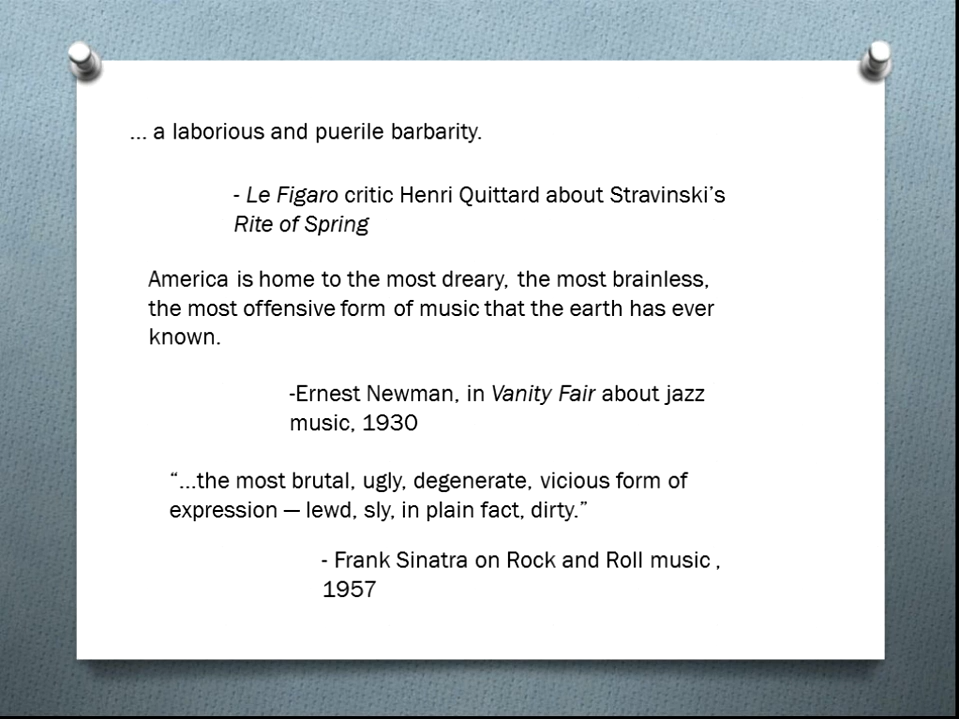 ... a laborious and puerile barbarity.
- Le Figaro critic Henri Quittard about Stravinski's
Rite of Spring
America is home to the most dreary, the most brainless,
the most offensive form of music that the earth has ever
known.
-Ernest Newman, in Vanity Fair about jazz
music, 1930
“...the most brutal, ugly, degenerate, vicious form of
expression — lewd, sly, in plain fact, dirty.”
- Frank Sinatra on Rock and Roll music ,
1957